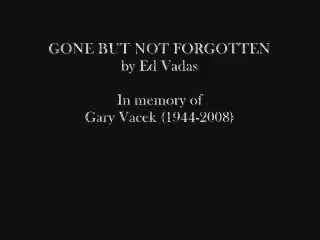 GONE BUT NOT FORGOTTEN
by Ed Vadas
In memory of
Gary Vacek (1944-2008)